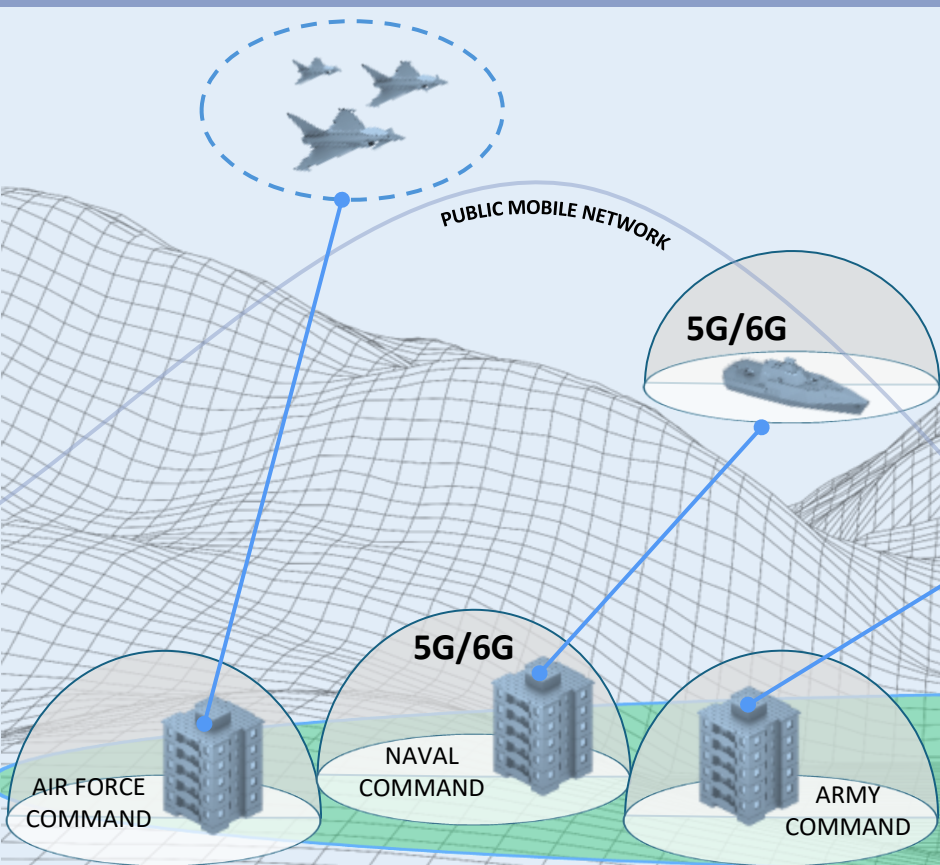 PUBLIC MOBILE NETWORK
5G/6G
5G/6G
AIR FORCE
COMMAND
NAVAL
COMMAND
ARMY
COMMAND